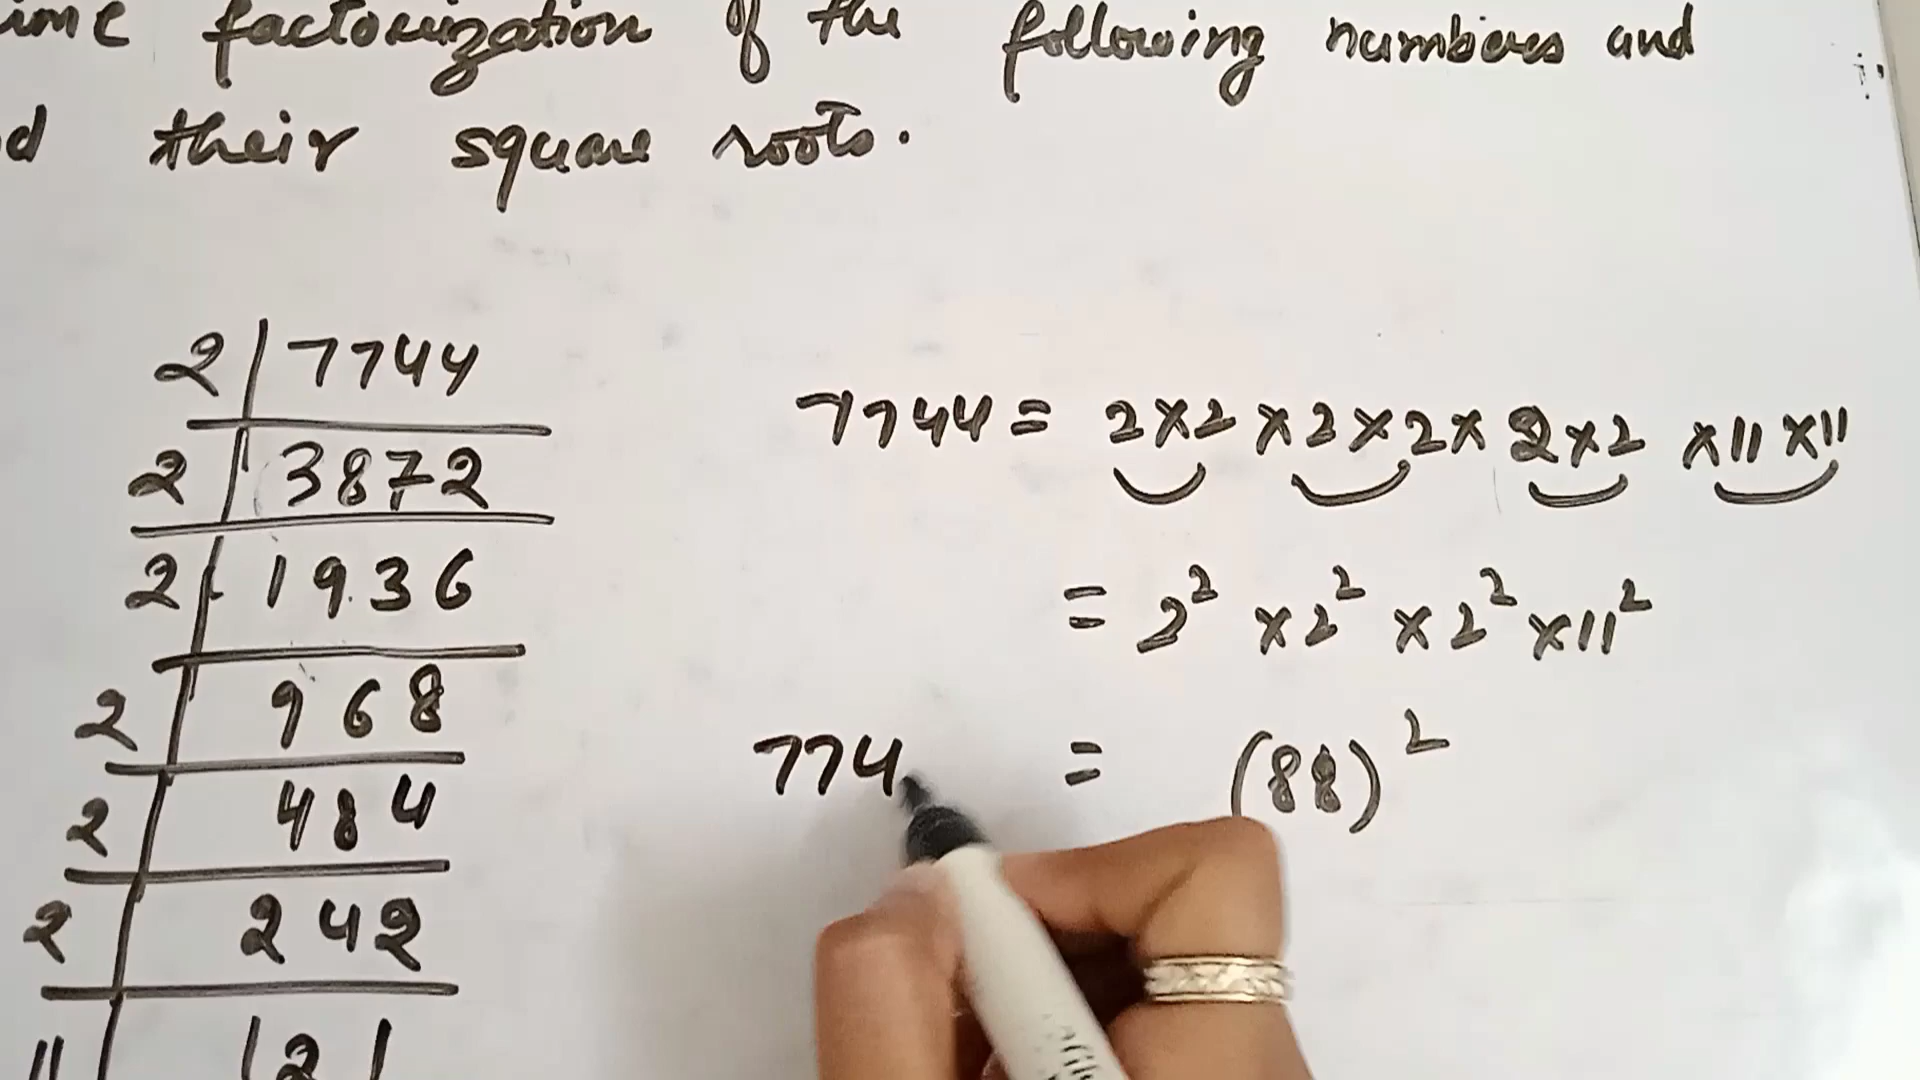 factorization of the following numbers and
their square roots.
2 | 7744
2 | 3872
2 | 1936
2 | 968
2 | 484
2 | 242
11 | 121
7744 = 2×2 ×2×2× 2×2 ×11×11
= 2² ×2² × 2² ×11²
774 = (88)²